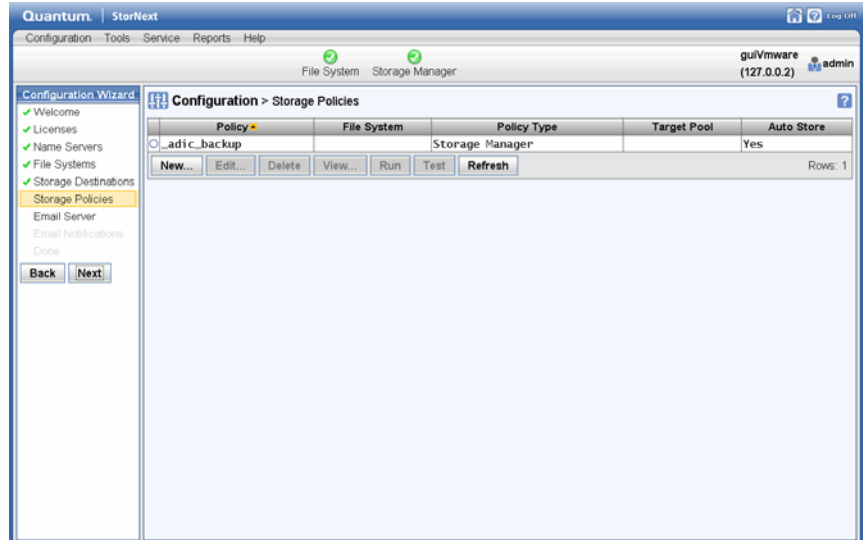 Quantum. StorNext Log Off
Configuration Tools Service Reports Help
File System Storage Manager
guiVmware
(127.0.0.2)
admin
Configuration Wizard
Welcome
Licenses
Name Servers
File Systems
Storage Destinations
Storage Policies
Email Server
Email Notifications
Done
Back Next
Configuration > Storage Policies ?
Policy File System Policy Type Target Pool Auto Store
_adic_backup Storage Manager Yes
New... Edit... Delete View... Run Test Refresh Rows: 1